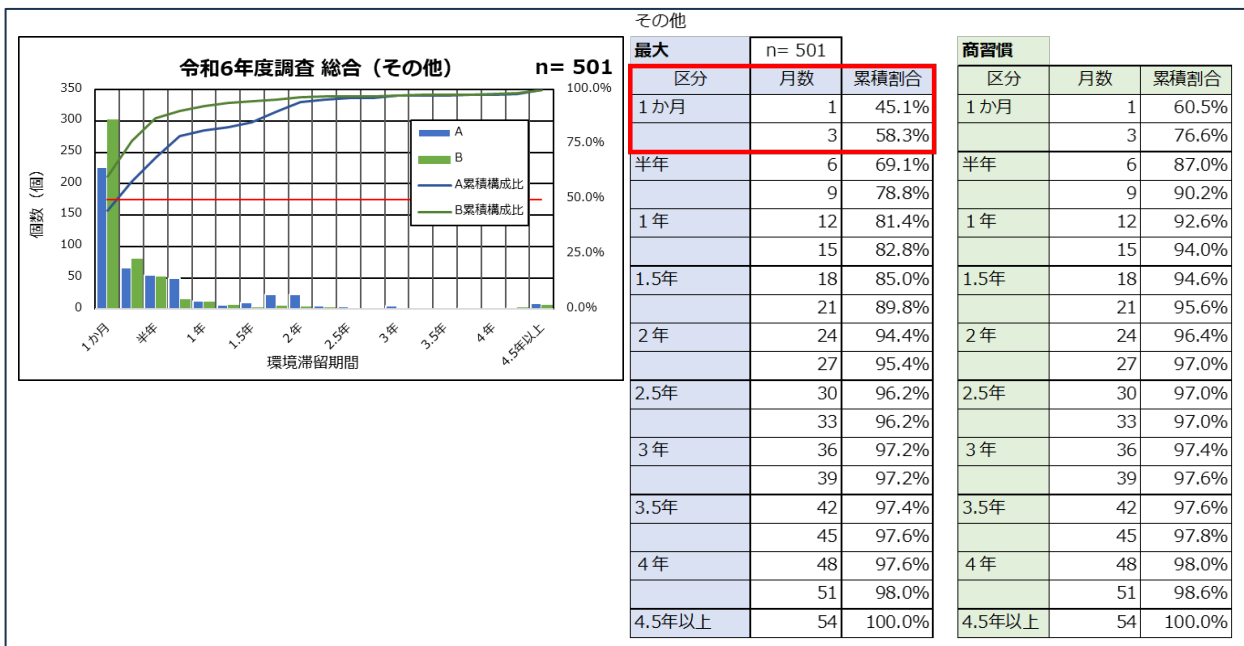 その他
令和6年度調査 総合（その他） n= 501
350
300
250
200
150
100
50
0
個数（個）
100.0%
75.0%
50.0%
25.0%
0.0%
A
B
A累積構成比
B累積構成比
1か月
半年
1年
1.5年
2年
2.5年
3年
3.5年
4年
4.5年以上
環境滞留期間
最大 n= 501
区分 月数 累積割合
1か月 1 45.1%
3 58.3%
半年 6 69.1%
9 78.8%
1年 12 81.4%
15 82.8%
1.5年 18 85.0%
21 89.8%
2年 24 94.4%
27 95.4%
2.5年 30 96.2%
33 96.2%
3年 36 97.2%
39 97.2%
3.5年 42 97.4%
45 97.6%
4年 48 97.6%
51 98.0%
4.5年以上 54 100.0%
商習慣
区分 月数 累積割合
1か月 1 60.5%
3 76.6%
半年 6 87.0%
9 90.2%
1年 12 92.6%
15 94.0%
1.5年 18 94.6%
21 95.6%
2年 24 96.4%
27 97.0%
2.5年 30 97.0%
33 97.0%
3年 36 97.4%
39 97.6%
3.5年 42 97.6%
45 97.8%
4年 48 98.0%
51 98.6%
4.5年以上 54 100.0%